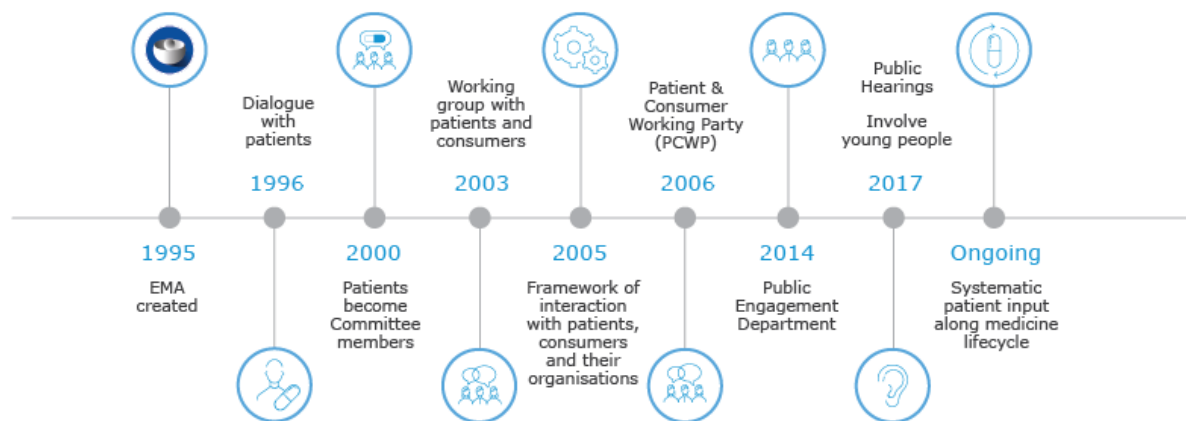 1995
EMA
created
Dialogue
with
patients
1996
2000
Patients
become
Committee
members
Working
group with
patients and
consumers
2003
2005
Framework of
interaction
with patients,
consumers
and their
organisations
Patient &
Consumer
Working Party
(PCWP)
2006
2014
Public
Engagement
Department
Public
Hearings
Involve
young people
2017
Ongoing
Systematic
patient input
along medicine
lifecycle